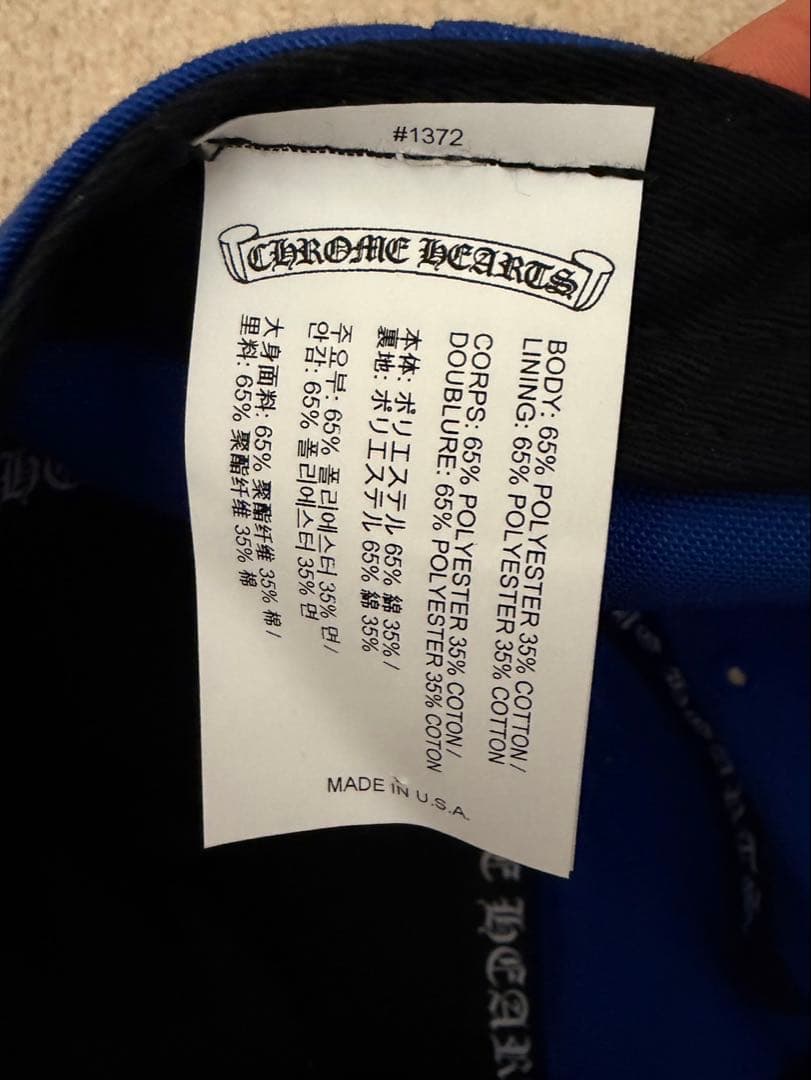 #1372
CHROME HEARTS
BODY: 65% POLYESTER 35% COTTON/
LINING: 65% POLYESTER 35% COTTON
CORPS: 65% POLYESTER 35% COTON/
DOUBLURE: 65% POLYESTER 35% COTON
本体: ポリエステル 65% 綿 35% /
裏地: ポリエステル 65% 綿 35%
주요부: 65% 폴리에스터 35% 면/
안감: 65% 폴리에스터 35% 면
大身面料: 65% 聚酯纤维 35% 棉 /
里料: 65% 聚酯纤维 35% 棉
MADE IN U.S.A.
E HEAR